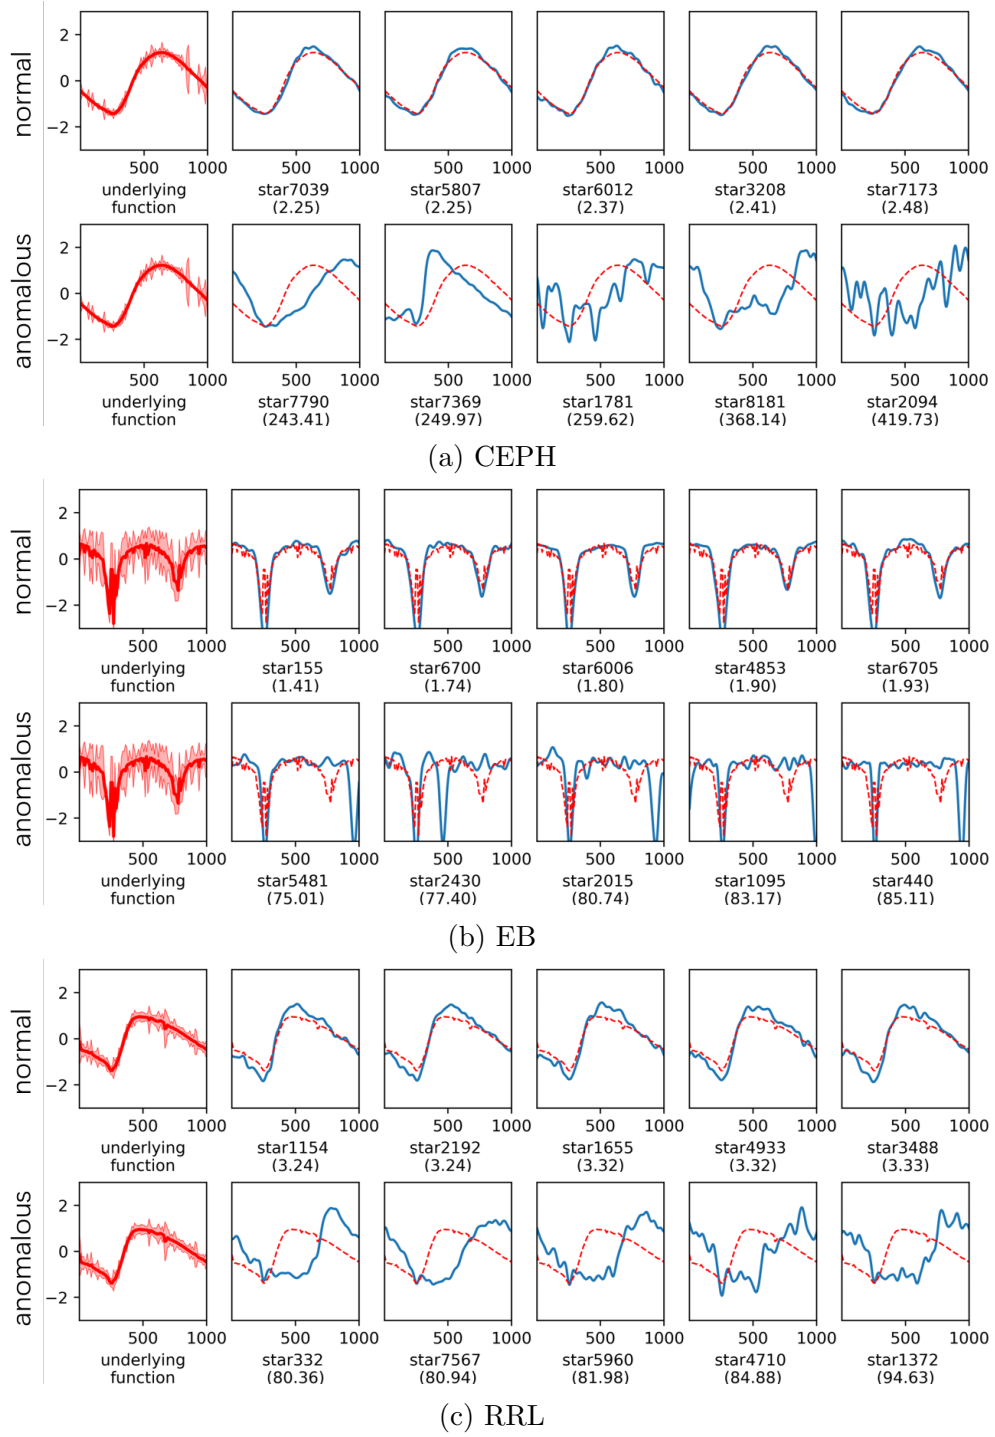 normal
2
0
−2
500 1000 500 1000 500 1000 500 1000 500 1000 500 1000
underlying star7039 star5807 star6012 star3208 star7173
function (2.25) (2.25) (2.37) (2.41) (2.48)
anomalous
2
0
−2
500 1000 500 1000 500 1000 500 1000 500 1000 500 1000
underlying star7790 star7369 star1781 star8181 star2094
function (243.41) (249.97) (259.62) (368.14) (419.73)
(a) CEPH
normal
2
0
−2
500 1000 500 1000 500 1000 500 1000 500 1000 500 1000
underlying star155 star6700 star6006 star4853 star6705
function (1.41) (1.74) (1.80) (1.90) (1.93)
anomalous
2
0
−2
500 1000 500 1000 500 1000 500 1000 500 1000 500 1000
underlying star5481 star2430 star2015 star1095 star440
function (75.01) (77.40) (80.74) (83.17) (85.11)
(b) EB
normal
2
0
−2
500 1000 500 1000 500 1000 500 1000 500 1000 500 1000
underlying star1154 star2192 star1655 star4933 star3488
function (3.24) (3.24) (3.32) (3.32) (3.33)
anomalous
2
0
−2
500 1000 500 1000 500 1000 500 1000 500 1000 500 1000
underlying star332 star7567 star5960 star4710 star1372
function (80.36) (80.94) (81.98) (84.88) (94.63)
(c) RRL